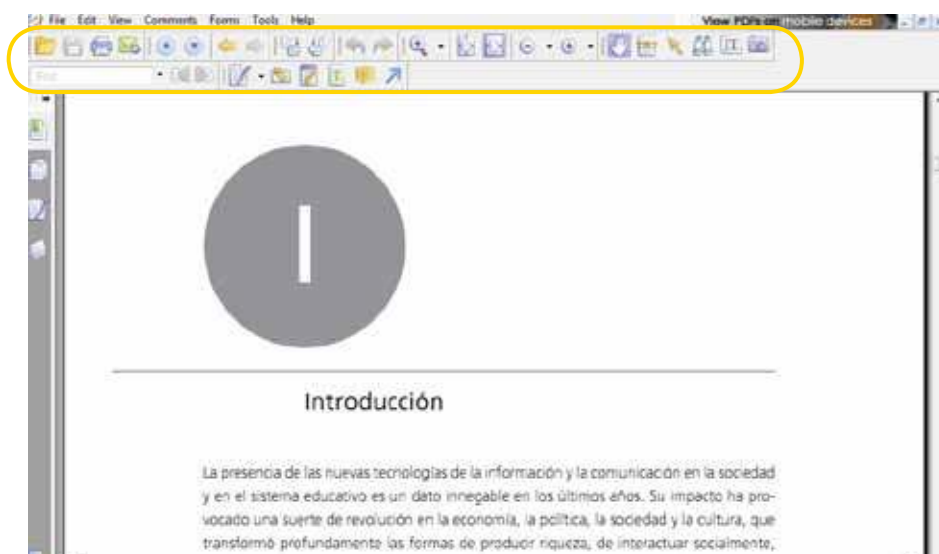 File Edit View Comments Forms Tools Help
View PDFs on mobile devices
Find
I
Introducción
La presencia de las nuevas tecnologías de la información y la comunicación en la sociedad
y en el sistema educativo es un dato innegable en los últimos años. Su impacto ha pro-
vocado una suerte de revolución en la economía, la política, la sociedad y la cultura, que
transformó profundamente las formas de producir riqueza, de interactuar socialmente,